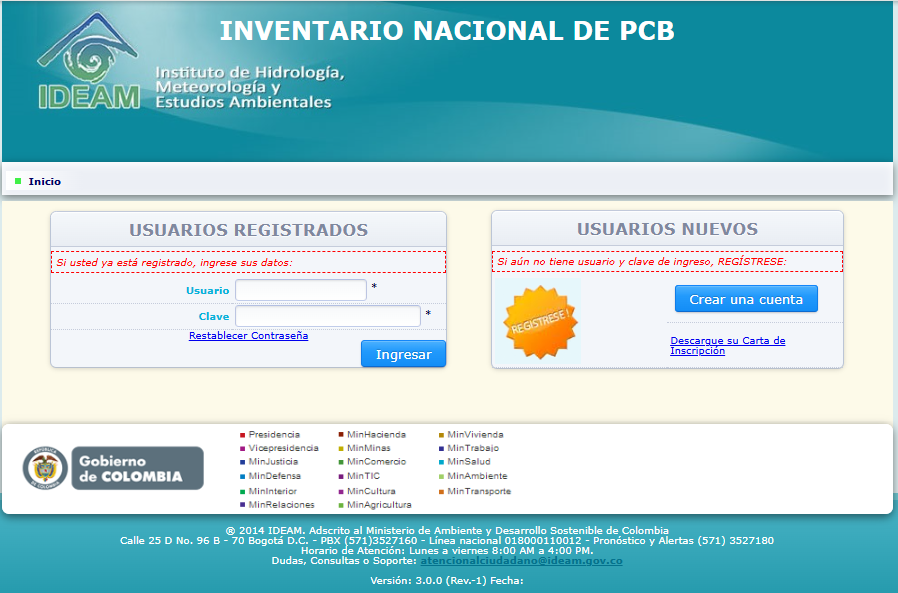 INVENTARIO NACIONAL DE PCB
IDEAM
Instituto de Hidrología,
Meteorología y
Estudios Ambientales
Inicio
USUARIOS REGISTRADOS
Si usted ya está registrado, ingrese sus datos:
Usuario *
Clave *
Restablecer Contraseña
Ingresar
USUARIOS NUEVOS
Si aún no tiene usuario y clave de ingreso, REGÍSTRESE:
REGISTRESE !
Crear una cuenta
Descargue su Carta de
Inscripción
Gobierno
de COLOMBIA
Presidencia MinHacienda MinVivienda
Vicepresidencia MinMinas MinTrabajo
MinJusticia MinComercio MinSalud
MinDefensa MinTIC MinAmbiente
MinInterior MinCultura MinTransporte
MinRelaciones MinAgricultura
® 2014 IDEAM. Adscrito al Ministerio de Ambiente y Desarrollo Sostenible de Colombia
Calle 25 D No. 96 B - 70 Bogotá D.C. - PBX (571)3527160 - Línea nacional 018000110012 - Pronóstico y Alertas (571) 3527180
Horario de Atención: Lunes a viernes 8:00 AM a 4:00 PM.
Dudas, Consultas o Soporte: atencionalciudadano@ideam.gov.co
Versión: 3.0.0 (Rev.-1) Fecha: